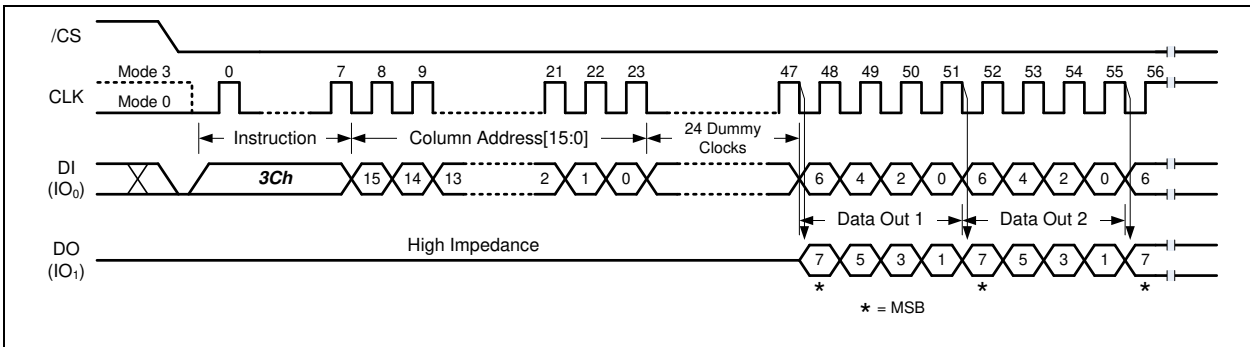 /CS
Mode 3 0 7 8 9 21 22 23 47 48 49 50 51 52 53 54 55 56
CLK
Mode 0
Instruction Column Address[15:0] 24 Dummy Clocks
DI (IO0) 3Ch 15 14 13 2 1 0 6 4 2 0 6 4 2 0 6
Data Out 1 Data Out 2
DO (IO1) High Impedance 7 5 3 1 7 5 3 1 7
* * *
* = MSB